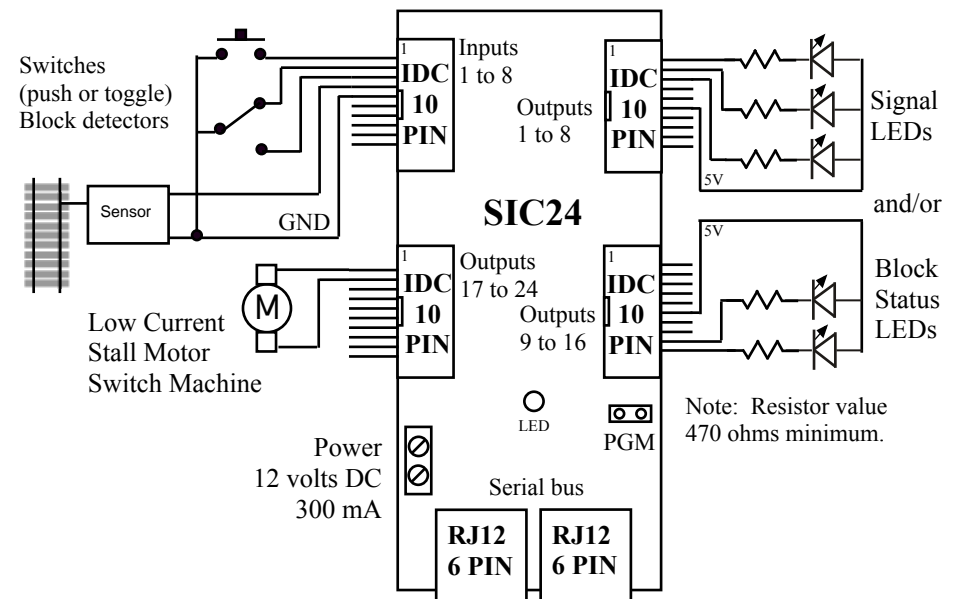 Switches
(push or toggle)
Block detectors
Sensor
GND
1
IDC
10
PIN
Inputs
1 to 8
1
IDC
10
PIN
Outputs
1 to 8
5V
Signal
LEDs
and/or
SIC24
1
IDC
10
PIN
Outputs
17 to 24
M
Low Current
Stall Motor
Switch Machine
1
IDC
10
PIN
Outputs
9 to 16
5V
Block
Status
LEDs
Note: Resistor value
470 ohms minimum.
LED
PGM
Power
12 volts DC
300 mA
Serial bus
RJ12
6 PIN
RJ12
6 PIN